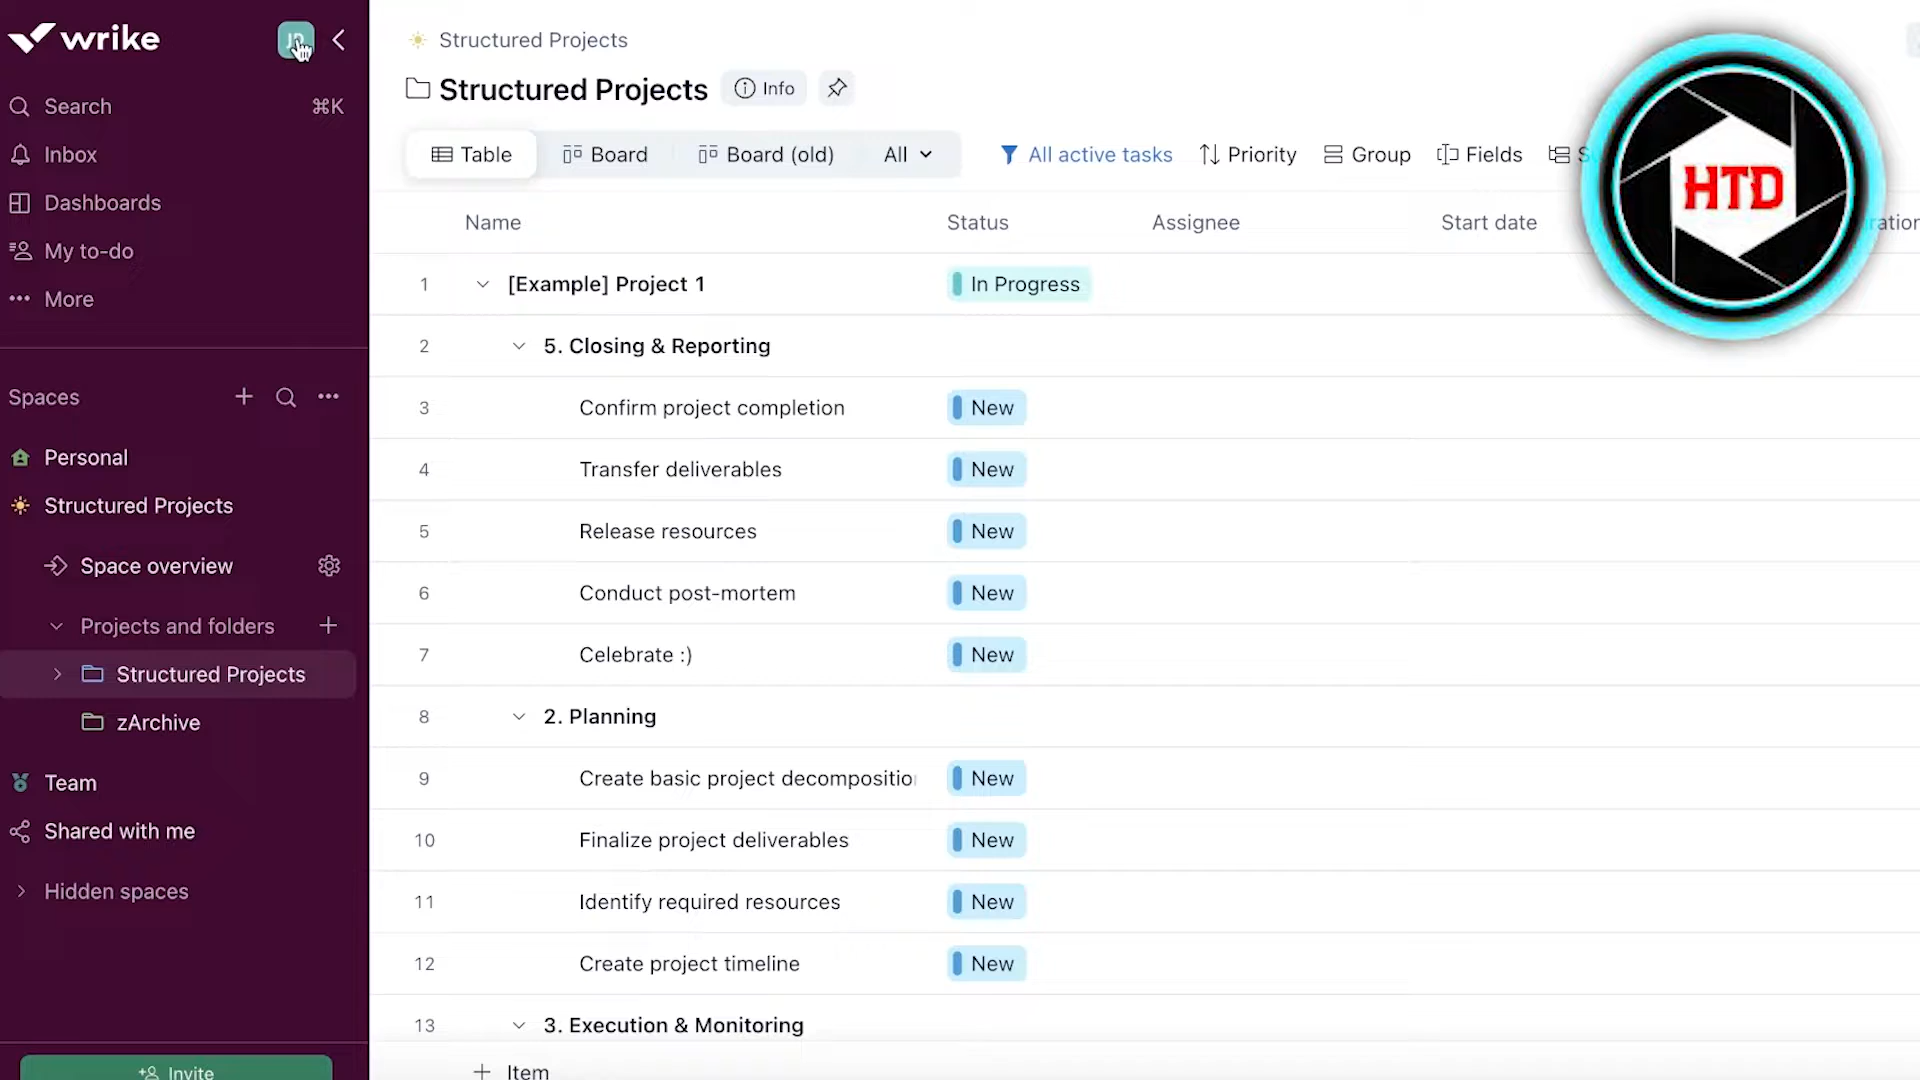 wrike
Search ⌘K
Inbox
Dashboards
My to-do
More
Spaces
Personal
Structured Projects
Space overview
Projects and folders
Structured Projects
zArchive
Team
Shared with me
Hidden spaces
Invite
Structured Projects
Structured Projects Info
Table Board Board (old) All All active tasks Priority Group Fields
HTD
Name Status Assignee Start date
1 [Example] Project 1 In Progress
2 5. Closing & Reporting
3 Confirm project completion New
4 Transfer deliverables New
5 Release resources New
6 Conduct post-mortem New
7 Celebrate :) New
8 2. Planning
9 Create basic project decompositio New
10 Finalize project deliverables New
11 Identify required resources New
12 Create project timeline New
13 3. Execution & Monitoring
Item